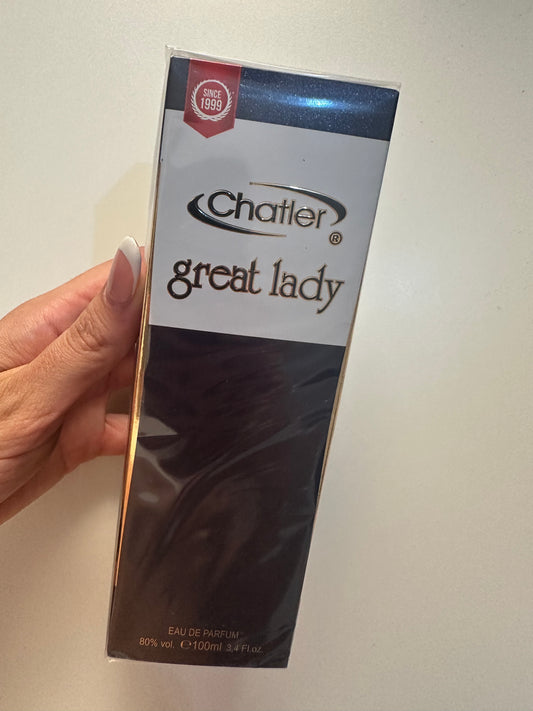 SINCE
1999
Chatler
®
great lady
EAU DE PARFUM
80% vol. ℮100ml 3,4 Fl.oz.